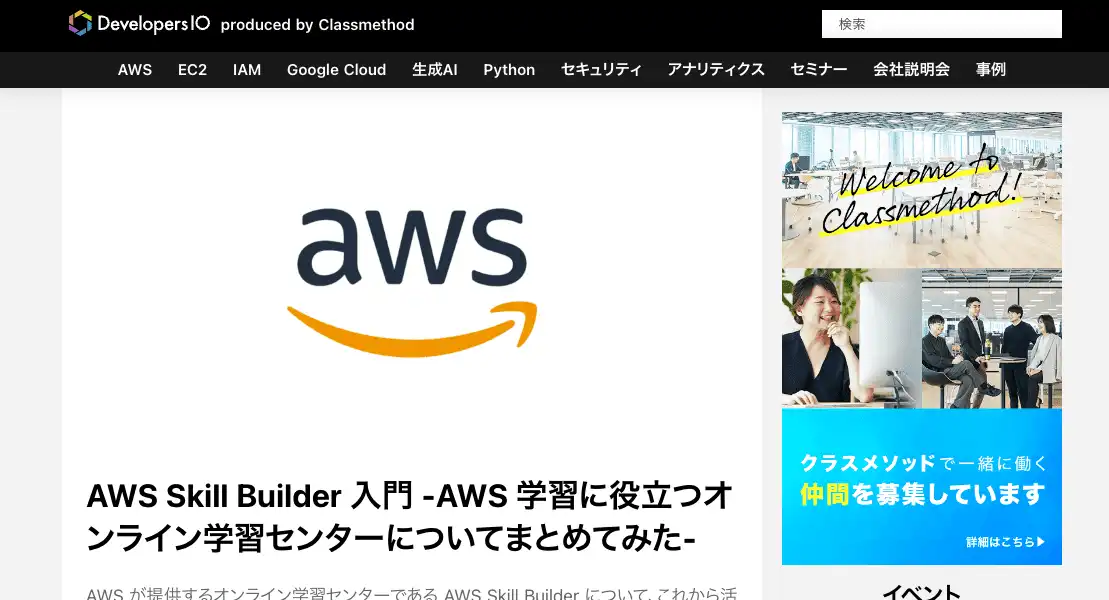 DevelopersIO produced by Classmethod
検索
AWS EC2 IAM Google Cloud 生成AI Python セキュリティ アナリティクス セミナー 会社説明会 事例
aws
AWS Skill Builder 入門 -AWS 学習に役立つオ
ンライン学習センターについてまとめてみた-
AWS が提供するオンライン学習センターである AWS Skill Builder について、これから活
Welcome to
Classmethod!
クラスメソッドで一緒に働く
仲間を募集しています
詳細はこちら▶
イベント